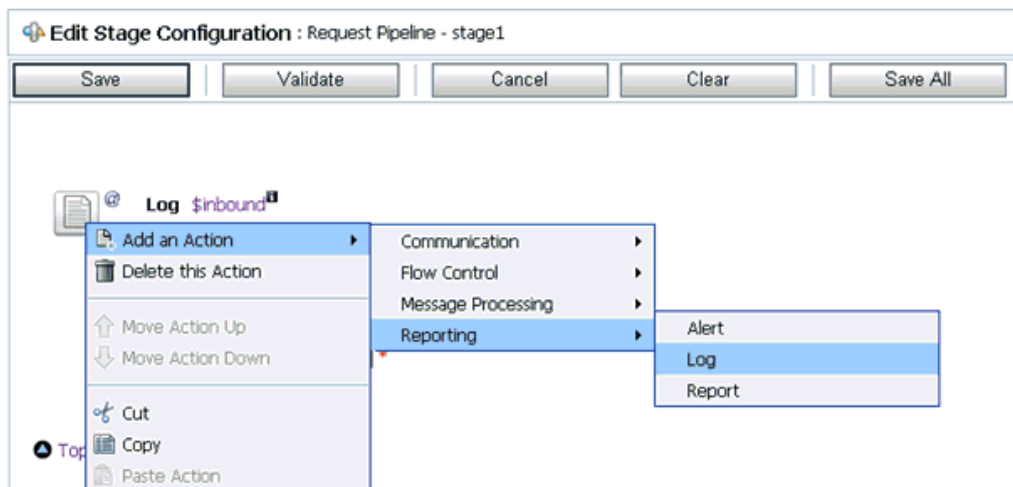 Edit Stage Configuration : Request Pipeline - stage1
Save Validate Cancel Clear Save All
@ Log $inbound
Add an Action
Delete this Action
Move Action Up
Move Action Down
Cut
Copy
Paste Action
Communication
Flow Control
Message Processing
Reporting
Alert
Log
Report
*
Top